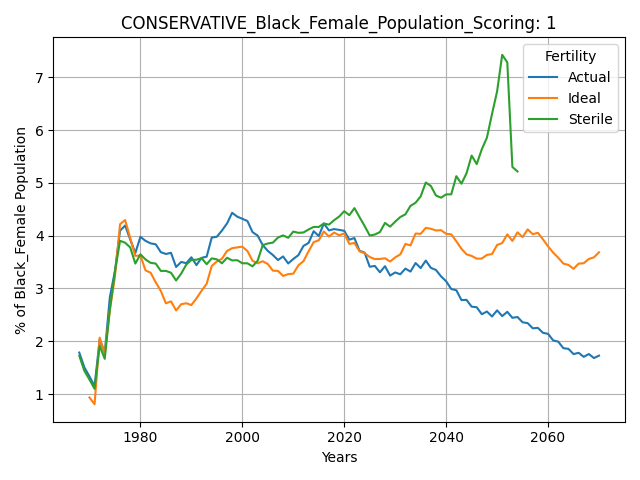 CONSERVATIVE_Black_Female_Population_Scoring: 1
% of Black_Female Population
7
6
5
4
3
2
1
Fertility
Actual
Ideal
Sterile
1980
2000
2020
2040
2060
Years